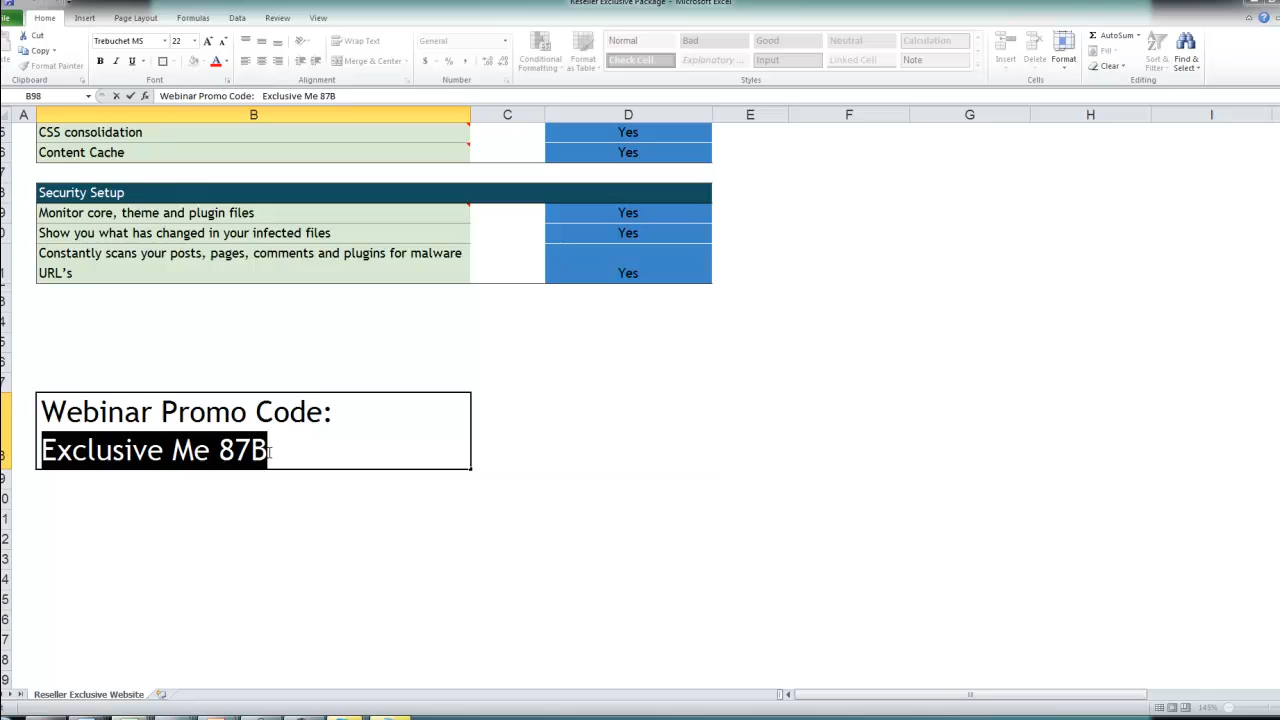 Reseller Exclusive Package - Microsoft Excel
File Home Insert Page Layout Formulas Data Review View
Cut
Copy
Format Painter
Clipboard
Trebuchet MS 22
B I U
Font
Wrap Text
Merge & Center
Alignment
General
$ % ,
Number
Conditional Formatting
Format as Table
Normal Bad Good Neutral Calculation
Check Cell Explanatory ... Input Linked Cell Note
Styles
Insert Delete Format
Cells
Σ AutoSum
Fill
Clear
Sort & Filter
Find & Select
Editing
B98 fx Webinar Promo Code: Exclusive Me 87B
A B C D E F G H I
CSS consolidation Yes
Content Cache Yes
Security Setup
Monitor core, theme and plugin files Yes
Show you what has changed in your infected files Yes
Constantly scans your posts, pages, comments and plugins for malware
URL's Yes
Webinar Promo Code:
Exclusive Me 87B
Reseller Exclusive Website
145%